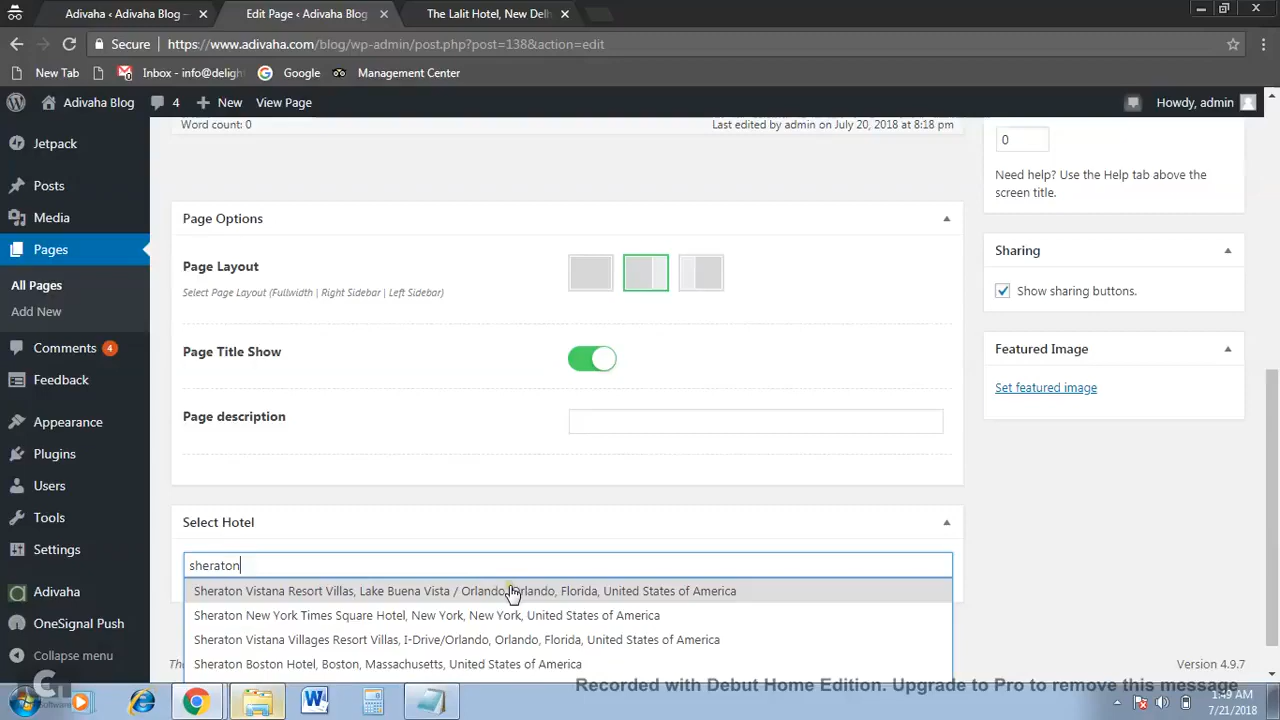 Adivaha ‹ Adivaha Blog –
Edit Page ‹ Adivaha Blog
The Lalit Hotel, New Delh
Secure
https://www.adivaha.com/blog/wp-admin/post.php?post=138&action=edit
New Tab
Inbox - info@deligh
Google
Management Center
Adivaha Blog
4
New
View Page
Howdy, admin
Word count: 0
Last edited by admin on July 20, 2018 at 8:18 pm
0
Need help? Use the Help tab above the
screen title.
Jetpack
Posts
Media
Pages
All Pages
Add New
Comments 4
Feedback
Appearance
Plugins
Users
Tools
Settings
Adivaha
OneSignal Push
Collapse menu
Page Options
Page Layout
Select Page Layout (Fullwidth | Right Sidebar | Left Sidebar)
Page Title Show
Page description
Select Hotel
sheraton
Sheraton Vistana Resort Villas, Lake Buena Vista / Orlando, Orlando, Florida, United States of America
Sheraton New York Times Square Hotel, New York, New York, United States of America
Sheraton Vistana Villages Resort Villas, I-Drive/Orlando, Orlando, Florida, United States of America
Sheraton Boston Hotel, Boston, Massachusetts, United States of America
Sharing
Show sharing buttons.
Featured Image
Set featured image
Version 4.9.7
Recorded with Debut Home Edition. Upgrade to Pro to remove this message
1:49 AM
7/21/2018